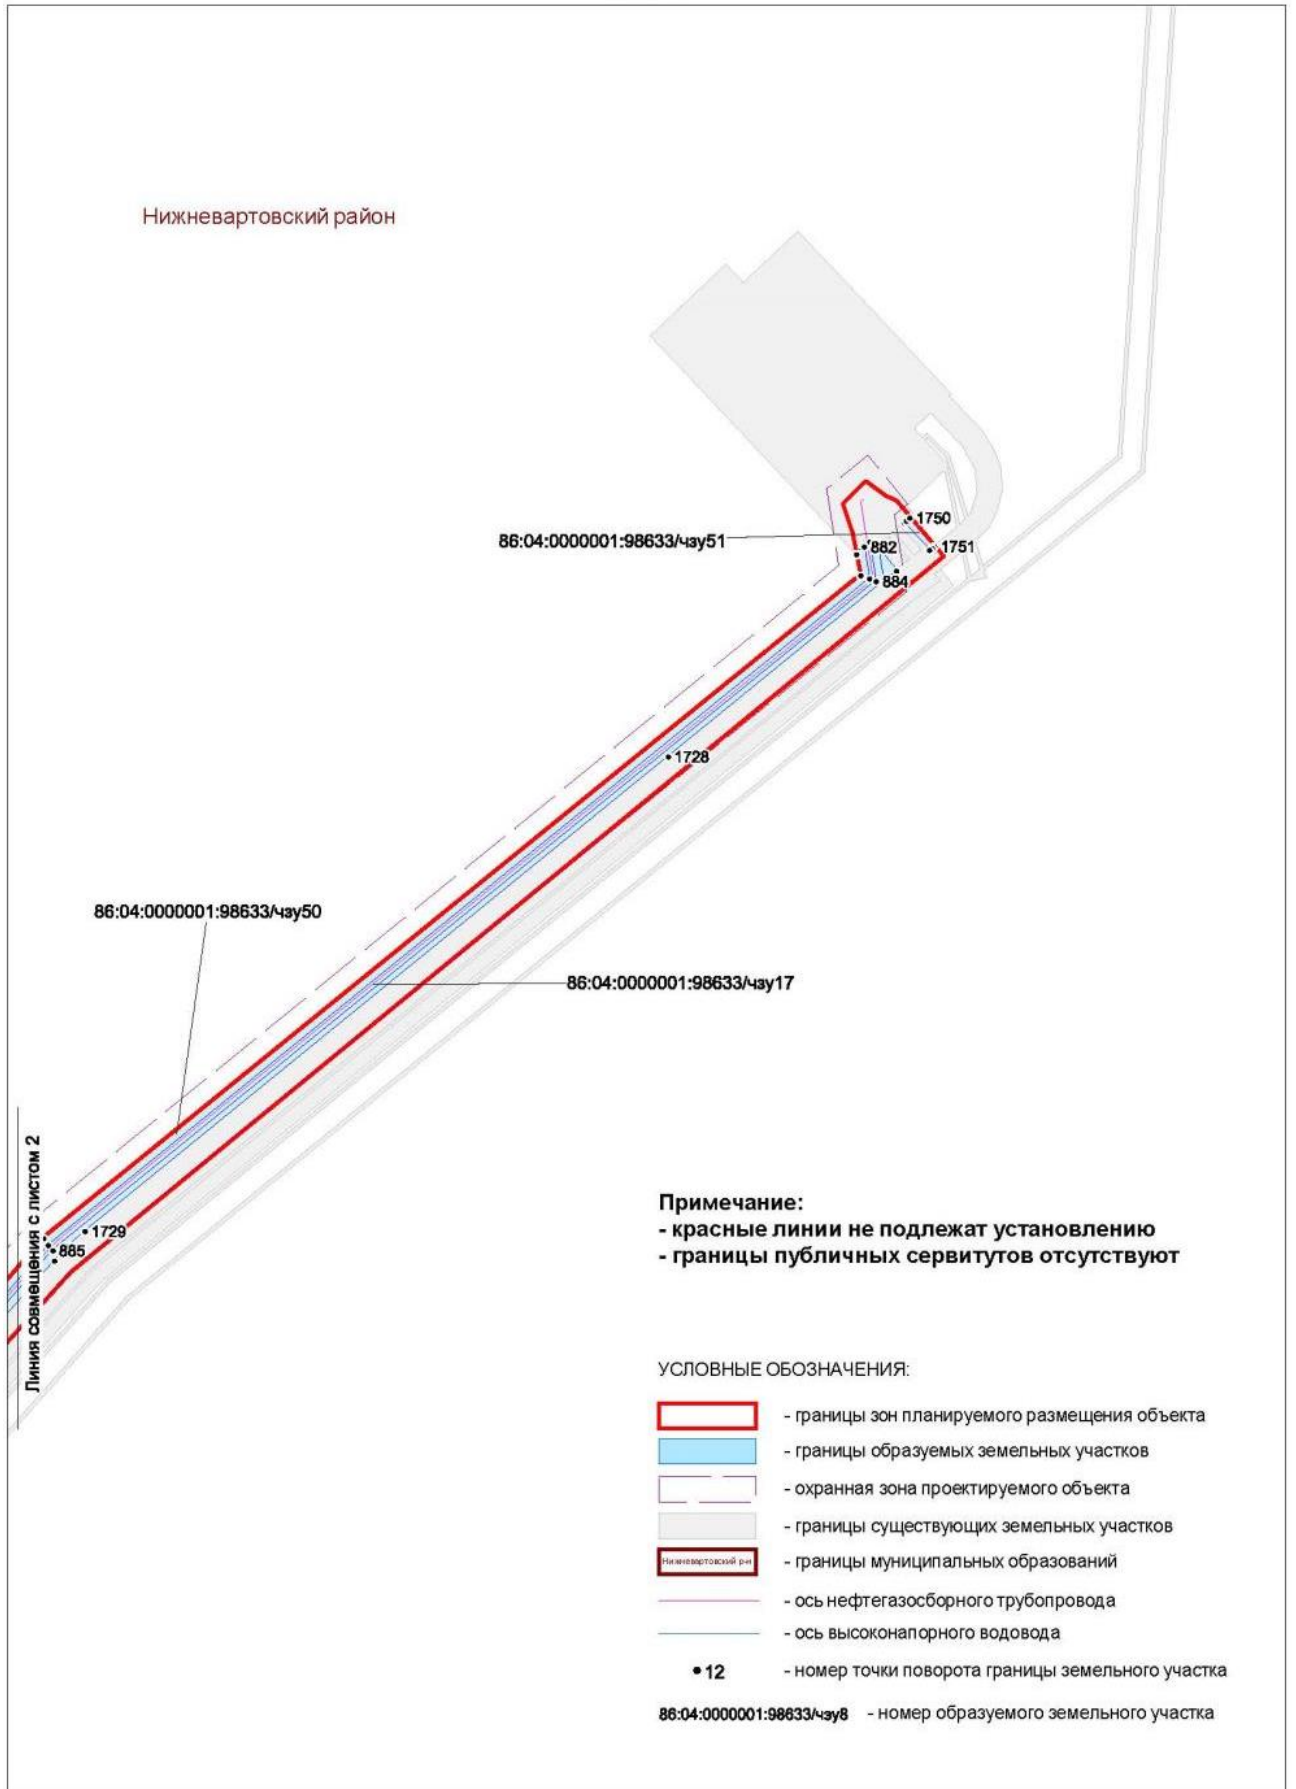 Нижневартовский район
1750
86:04:0000001:98633/чзу51
882
1751
884
1728
86:04:0000001:98633/чзу50
86:04:0000001:98633/чзу17
Линия совмещения с листом 2
1729
885
Примечание:
- красные линии не подлежат установлению
- границы публичных сервитутов отсутствуют
УСЛОВНЫЕ ОБОЗНАЧЕНИЯ:
- границы зон планируемого размещения объекта
- границы образуемых земельных участков
- охранная зона проектируемого объекта
- границы существующих земельных участков
Нижневартовский р-н - границы муниципальных образований
- ось нефтегазосборного трубопровода
- ось высоконапорного водовода
12 - номер точки поворота границы земельного участка
86:04:0000001:98633/чзу8 - номер образуемого земельного участка